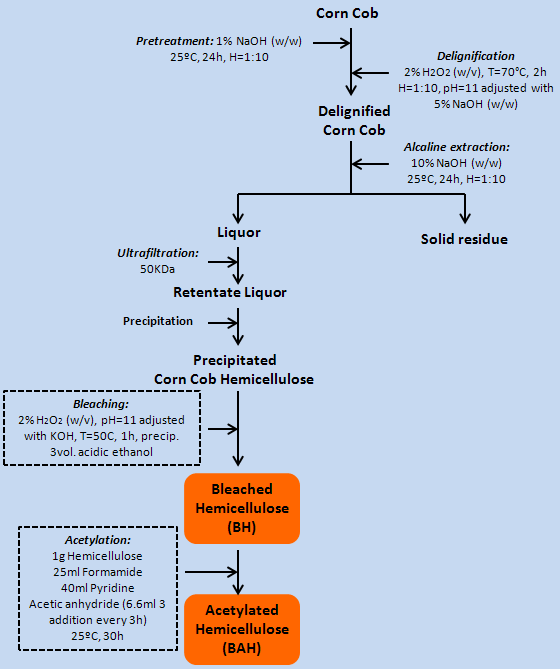 Corn Cob
Pretreatment: 1% NaOH (w/w)
25ºC, 24h, H=1:10
Delignification
2% H2O2 (w/v), T=70°C, 2h
H=1:10, pH=11 adjusted with
5% NaOH (w/w)
Delignified
Corn Cob
Alcaline extraction:
10% NaOH (w/w)
25ºC, 24h, H=1:10
Liquor
Solid residue
Ultrafiltration:
50KDa
Retentate Liquor
Precipitation
Precipitated
Corn Cob Hemicellulose
Bleaching:
2% H2O2 (w/v), pH=11 adjusted
with KOH, T=50C, 1h, precip.
3vol. acidic ethanol
Bleached
Hemicellulose
(BH)
Acetylation:
1g Hemicellulose
25ml Formamide
40ml Pyridine
Acetic anhydride (6.6ml 3
addition every 3h)
25ºC, 30h
Acetylated
Hemicellulose
(BAH)